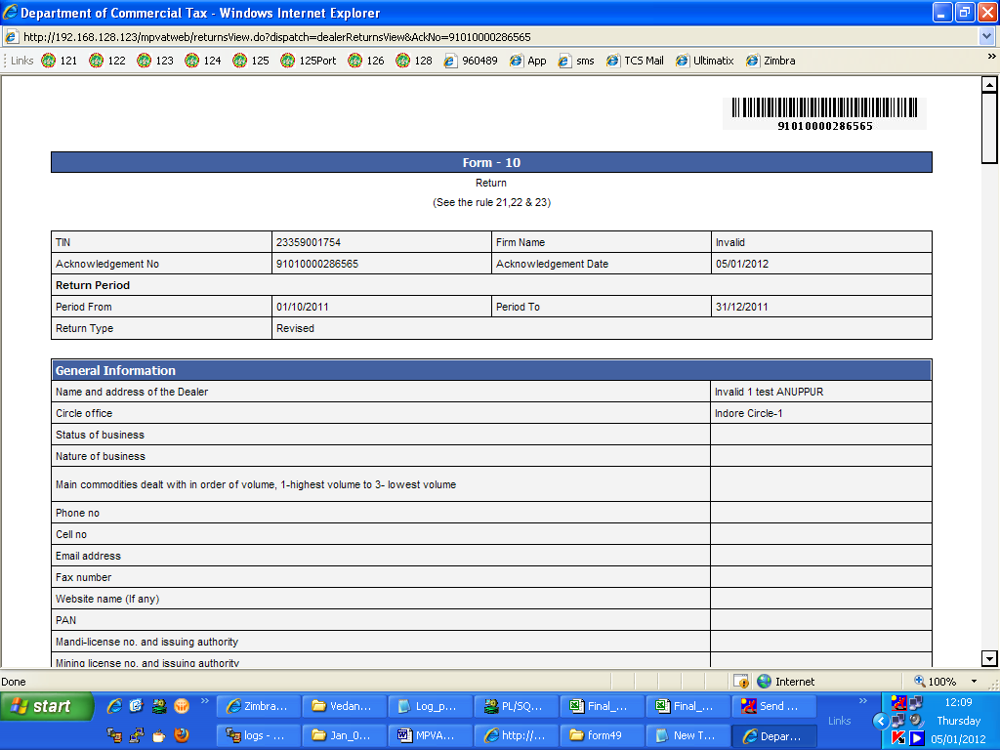 Department of Commercial Tax - Windows Internet Explorer
http://192.168.128.123/mpvatweb/returnsView.do?dispatch=dealerReturnsView&AckNo=91010000286565
Links 121 122 123 124 125 125Port 126 128 960489 App sms TCS Mail Ultimatix Zimbra »
91010000286565
Form - 10
Return
(See the rule 21,22 & 23)
TIN 23359001754 Firm Name Invalid
Acknowledgement No 91010000286565 Acknowledgement Date 05/01/2012
Return Period
Period From 01/10/2011 Period To 31/12/2011
Return Type Revised
General Information
Name and address of the Dealer Invalid 1 test ANUPPUR
Circle office Indore Circle-1
Status of business
Nature of business
Main commodities dealt with in order of volume, 1-highest volume to 3- lowest volume
Phone no
Cell no
Email address
Fax number
Website name (If any)
PAN
Mandi-license no. and issuing authority
Mining license no. and issuing authority
Done Internet 100%
start » Zimbra... Vedan... Log_p... PL/SQ... Final_... Final_... Send ... » 12:09
Links Thursday
logs - ... Jan_0... MPVA... http://... form49 New T... Depar... 05/01/2012